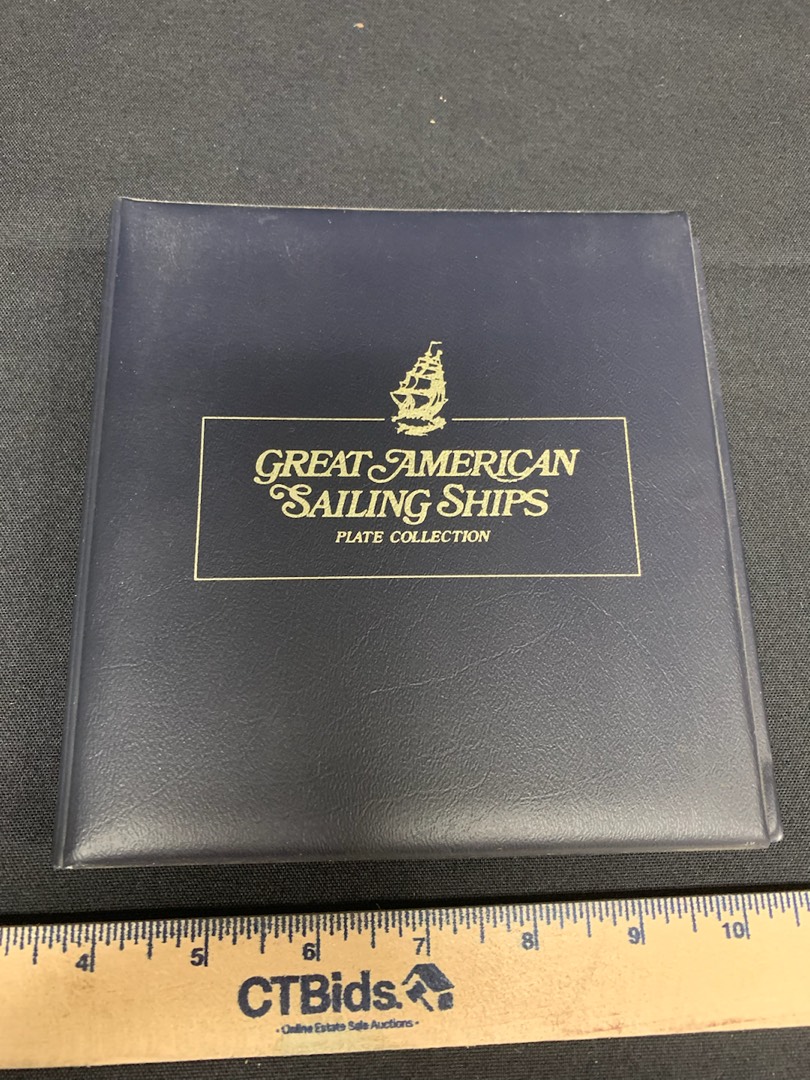 GREAT AMERICAN
SAILING SHIPS
PLATE COLLECTION
4 5 6 7 8 9 10
CTBids.
· Online Estate Sale Auctions ·